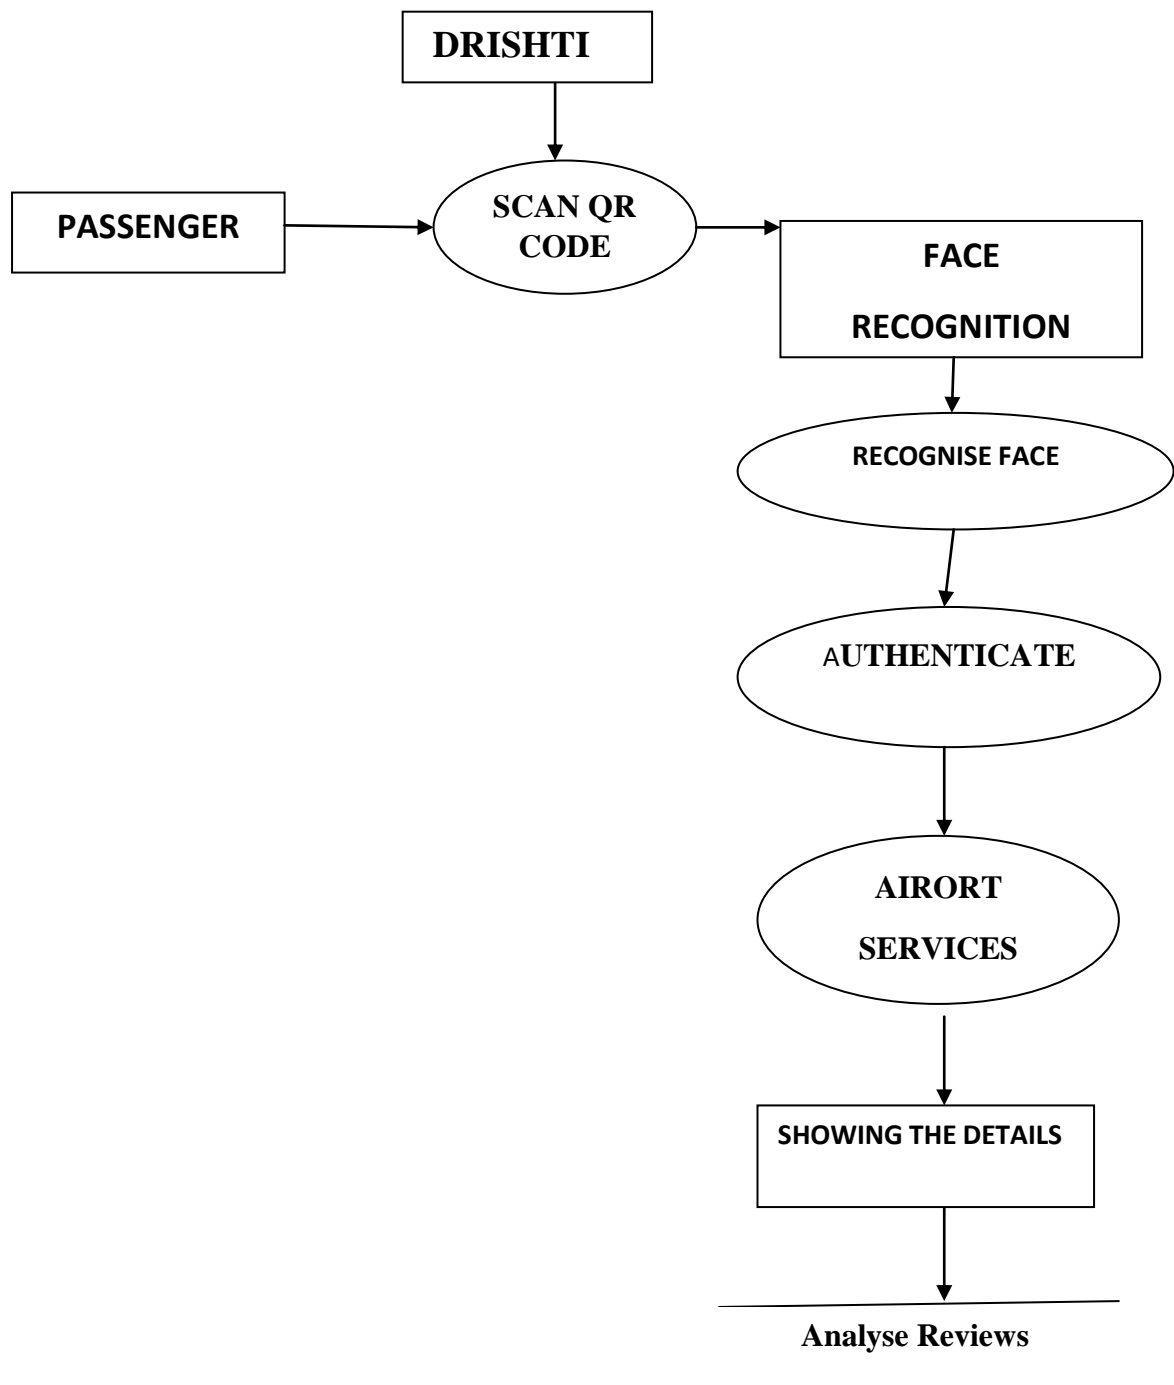 DRISHTI
PASSENGER
SCAN QR
CODE
FACE
RECOGNITION
RECOGNISE FACE
AUTHENTICATE
AIRORT
SERVICES
SHOWING THE DETAILS
Analyse Reviews